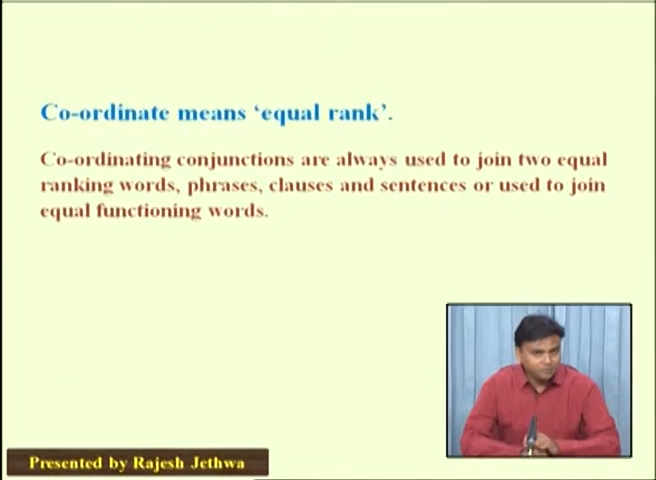 Co-ordinate means ‘equal rank’.
Co-ordinating conjunctions are always used to join two equal
ranking words, phrases, clauses and sentences or used to join
equal functioning words.
Presented by Rajesh Jethwa